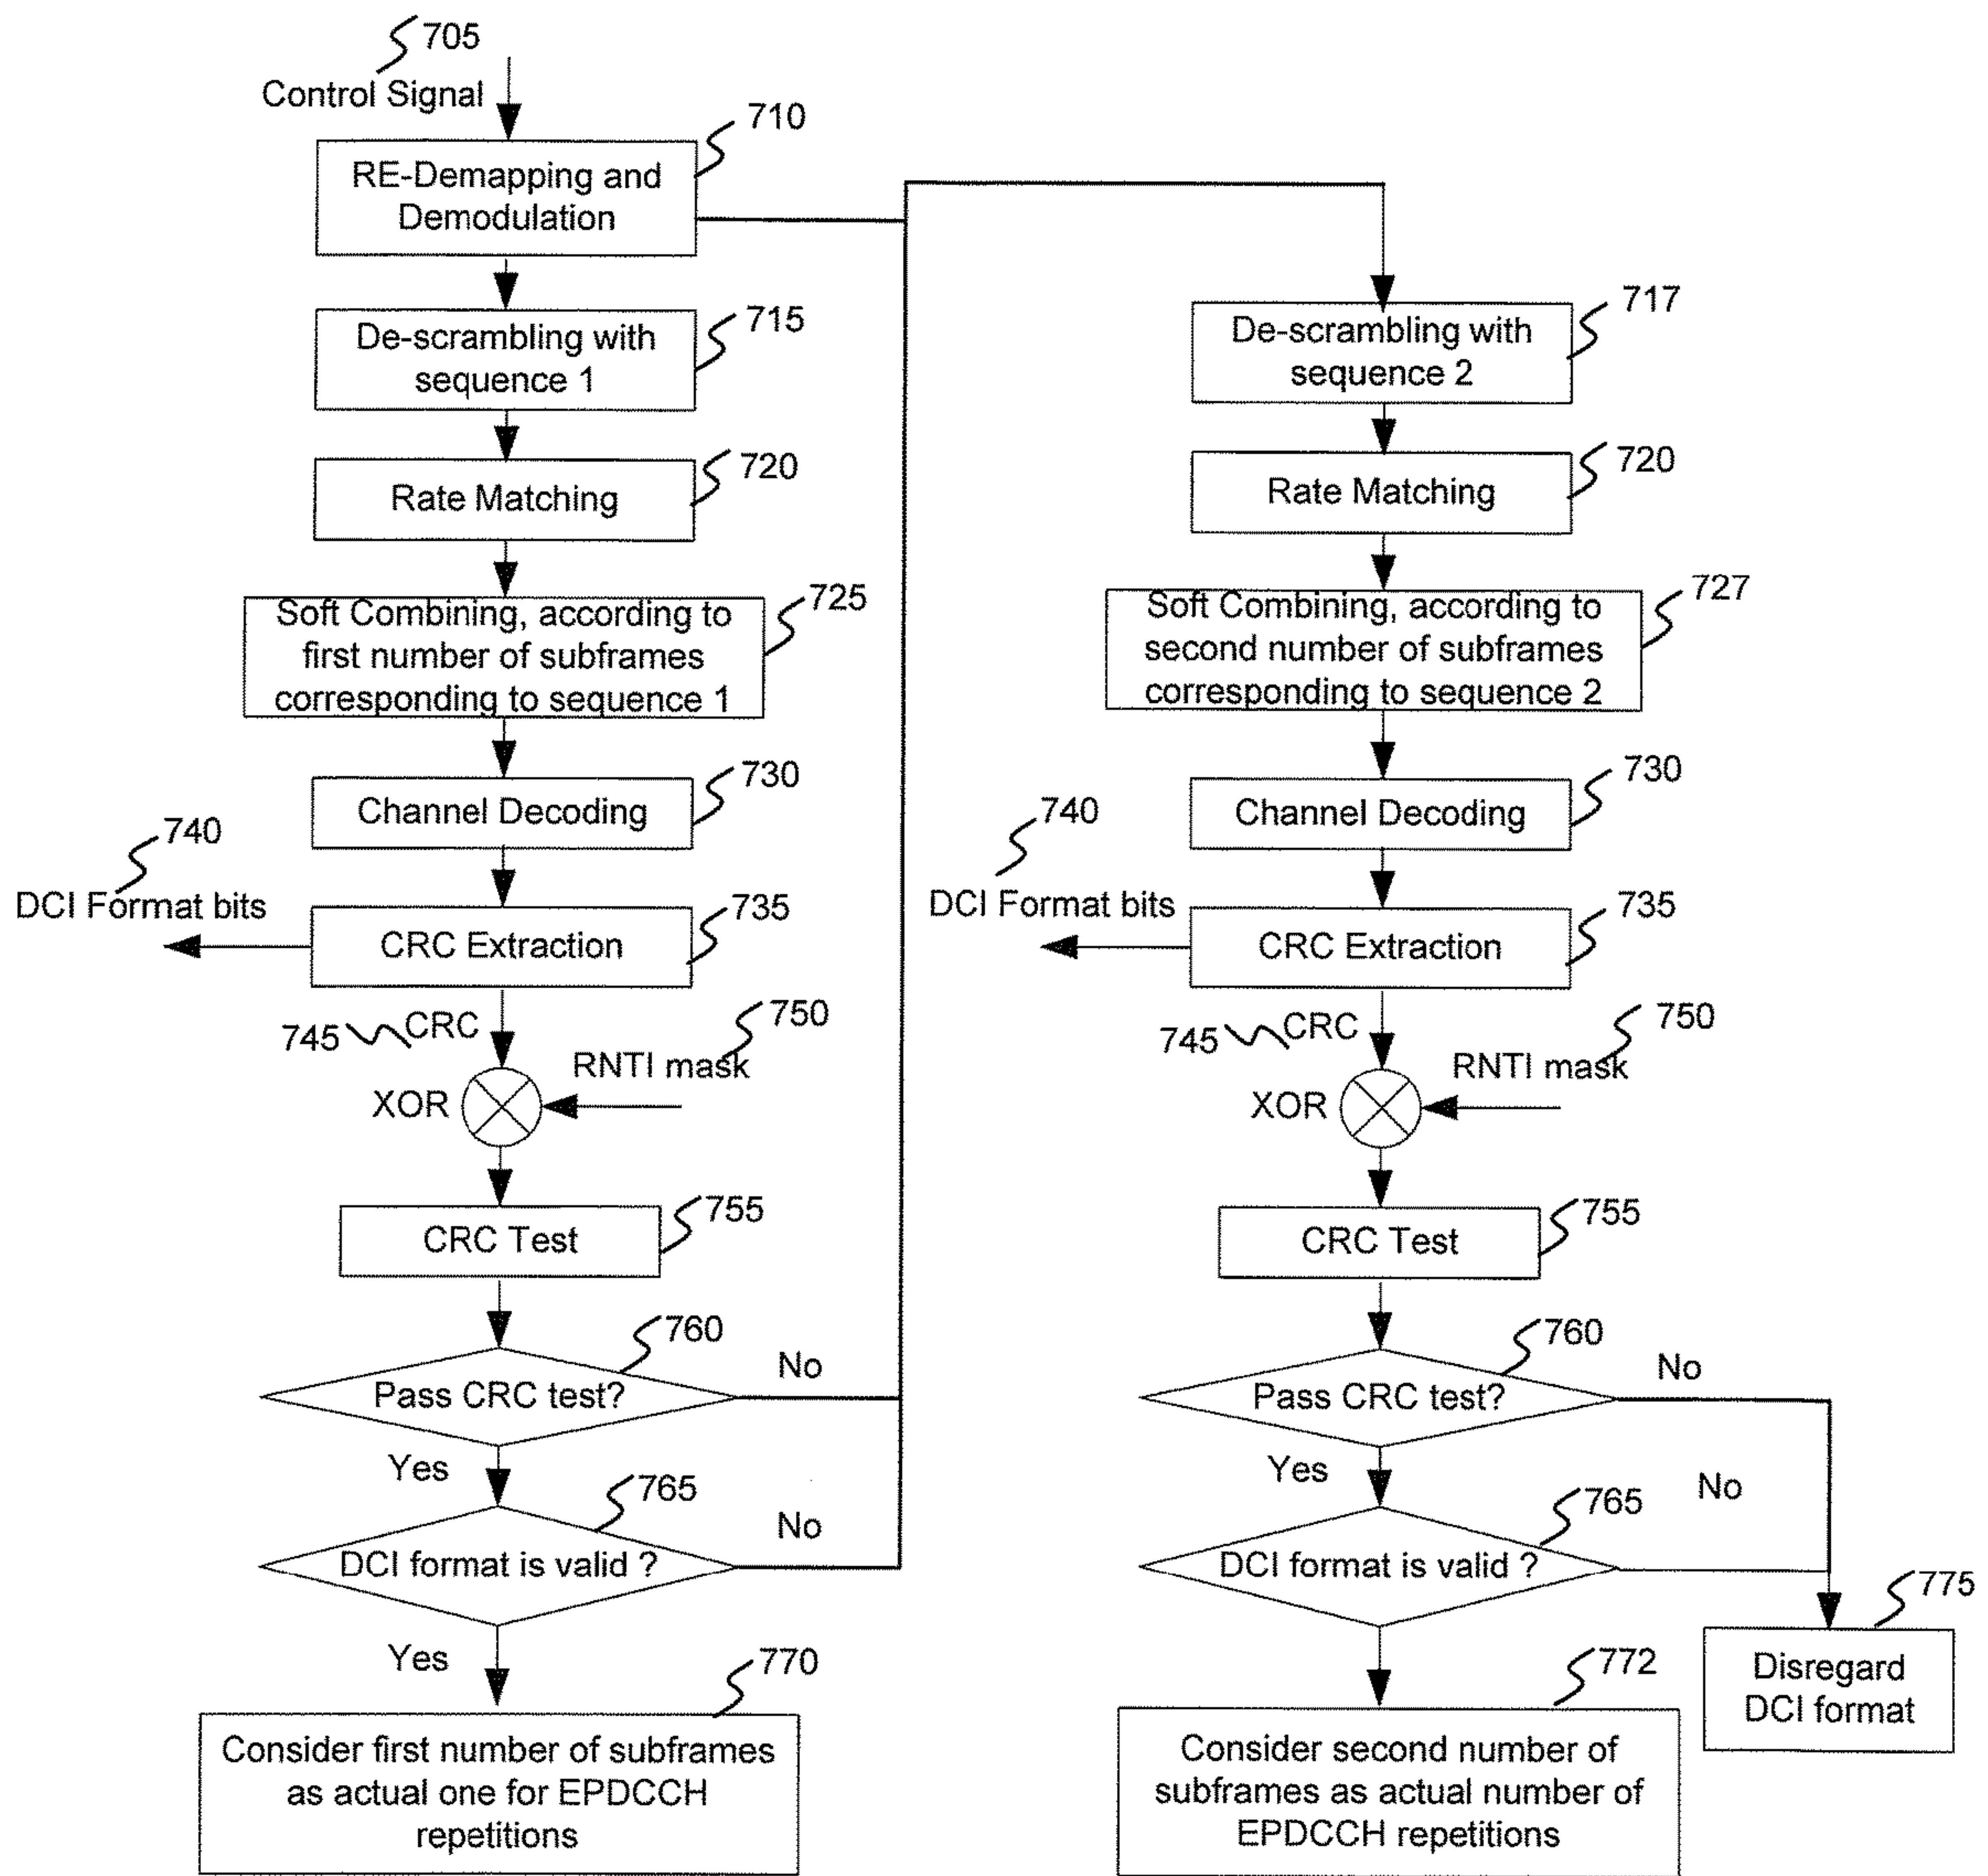 705
Control Signal
710
RE-Demapping and
Demodulation
715
De-scrambling with
sequence 1
720
Rate Matching
725
Soft Combining, according to
first number of subframes
corresponding to sequence 1
730
Channel Decoding
740
DCI Format bits
735
CRC Extraction
745
CRC
750
RNTI mask
XOR
755
CRC Test
760
Pass CRC test?
No
Yes
765
DCI format is valid ?
No
Yes
770
Consider first number of subframes
as actual one for EPDCCH
repetitions
717
De-scrambling with
sequence 2
720
Rate Matching
727
Soft Combining, according to
second number of subframes
corresponding to sequence 2
730
Channel Decoding
740
DCI Format bits
735
CRC Extraction
745
CRC
750
RNTI mask
XOR
755
CRC Test
760
Pass CRC test?
No
Yes
765
DCI format is valid ?
No
775
Disregard
DCI format
772
Consider second number of
subframes as actual number of
EPDCCH repetitions